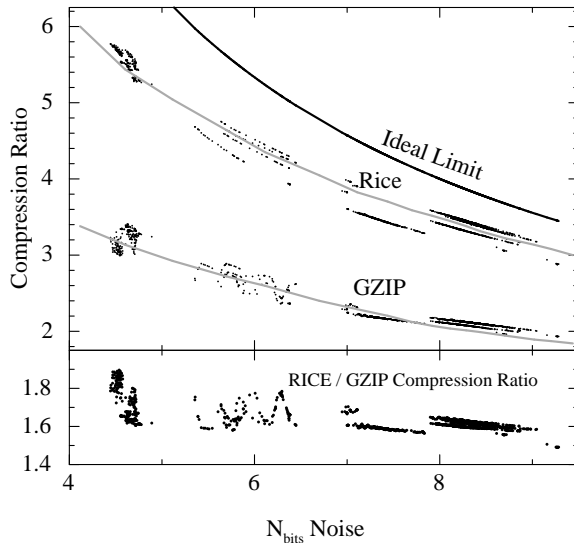 6
5
4
3
2
Compression Ratio
Ideal Limit
Rice
GZIP
1.8
1.6
1.4
RICE / GZIP Compression Ratio
4
6
8
N_bits Noise